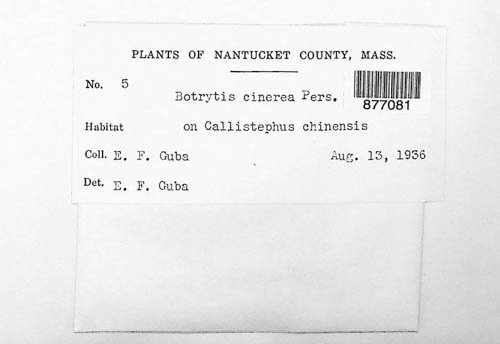 PLANTS OF NANTUCKET COUNTY, MASS.
No. 5
Botrytis cinerea Pers.
877081
Habitat on Callistephus chinensis
Coll. E. F. Guba Aug. 13, 1936
Det. E. F. Guba